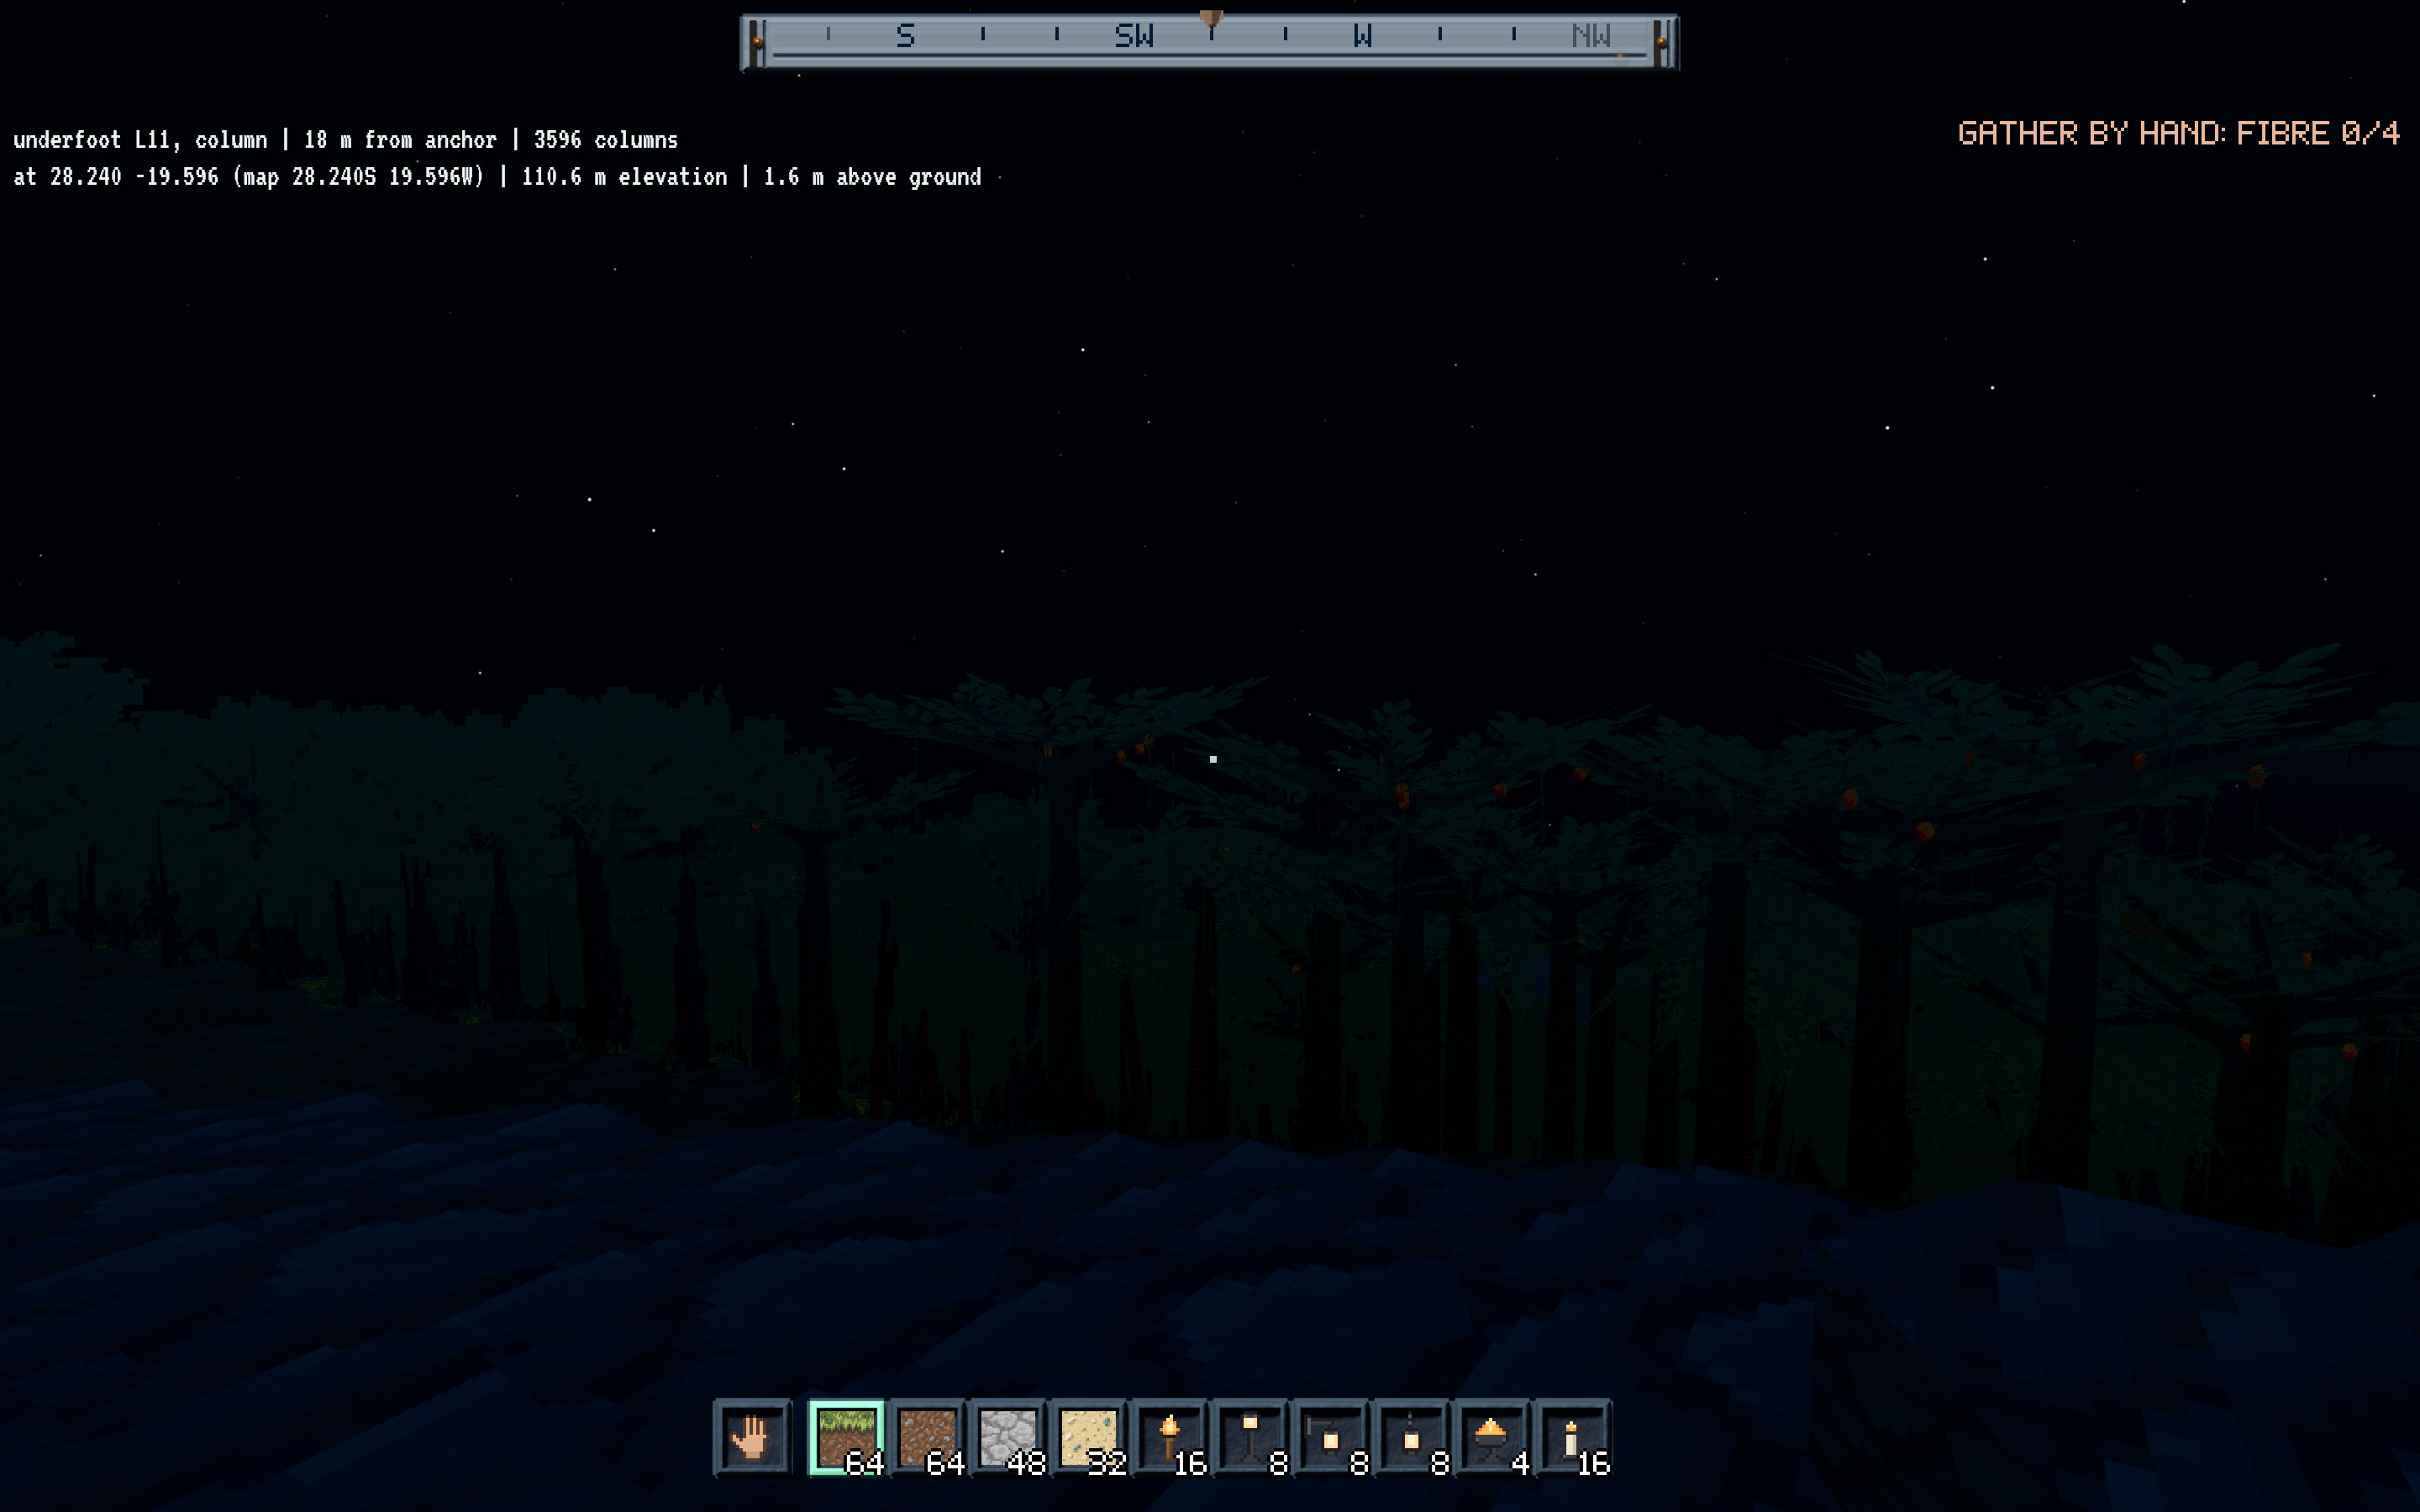 S SW W NW
underfoot L11, column | 18 m from anchor | 3596 columns
GATHER BY HAND: FIBRE 0/4
at 28.240 -19.596 (map 28.240S 19.596W) | 110.6 m elevation | 1.6 m above ground
64 64 48 32 16 8 8 8 4 16